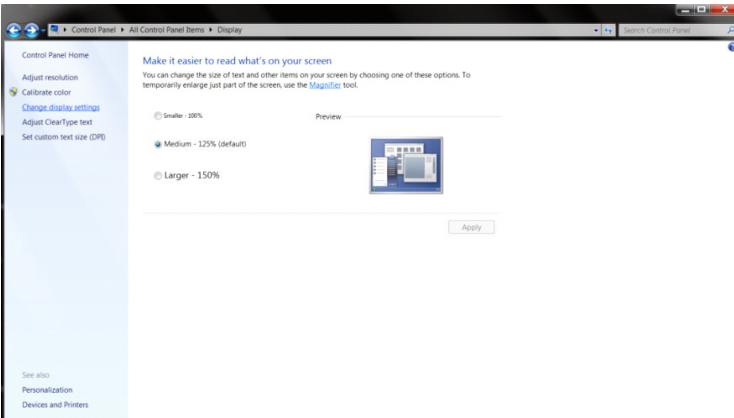 Control Panel ▸ All Control Panel Items ▸ Display
Search Control Panel
Control Panel Home
Adjust resolution
Calibrate color
Change display settings
Adjust ClearType text
Set custom text size (DPI)
Make it easier to read what's on your screen
You can change the size of text and other items on your screen by choosing one of these options. To
temporarily enlarge just part of the screen, use the Magnifier tool.
Smaller - 100%
Preview
Medium - 125% (default)
Larger - 150%
Apply
See also
Personalization
Devices and Printers